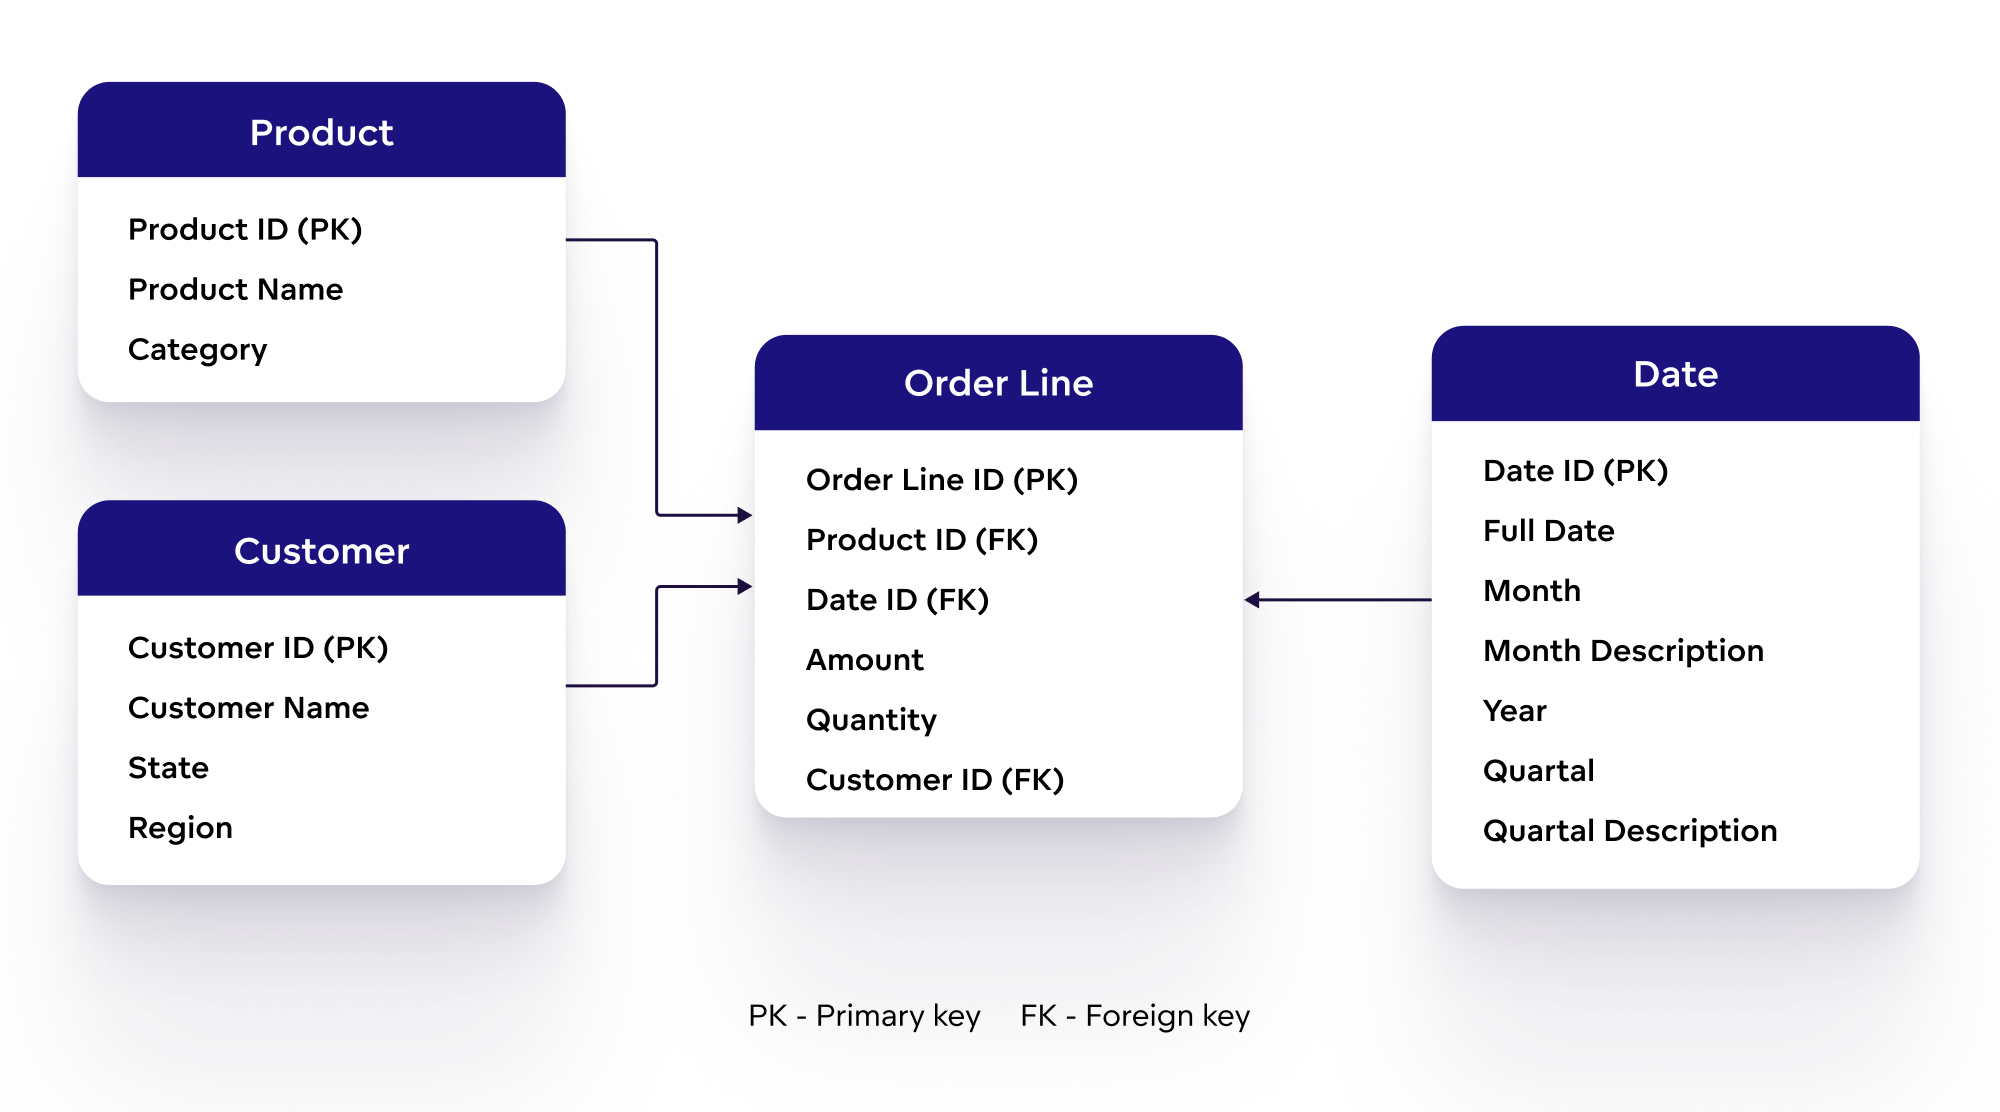 Product
Product ID (PK)
Product Name
Category
Customer
Customer ID (PK)
Customer Name
State
Region
Order Line
Order Line ID (PK)
Product ID (FK)
Date ID (FK)
Amount
Quantity
Customer ID (FK)
Date
Date ID (PK)
Full Date
Month
Month Description
Year
Quartal
Quartal Description
PK - Primary key FK - Foreign key